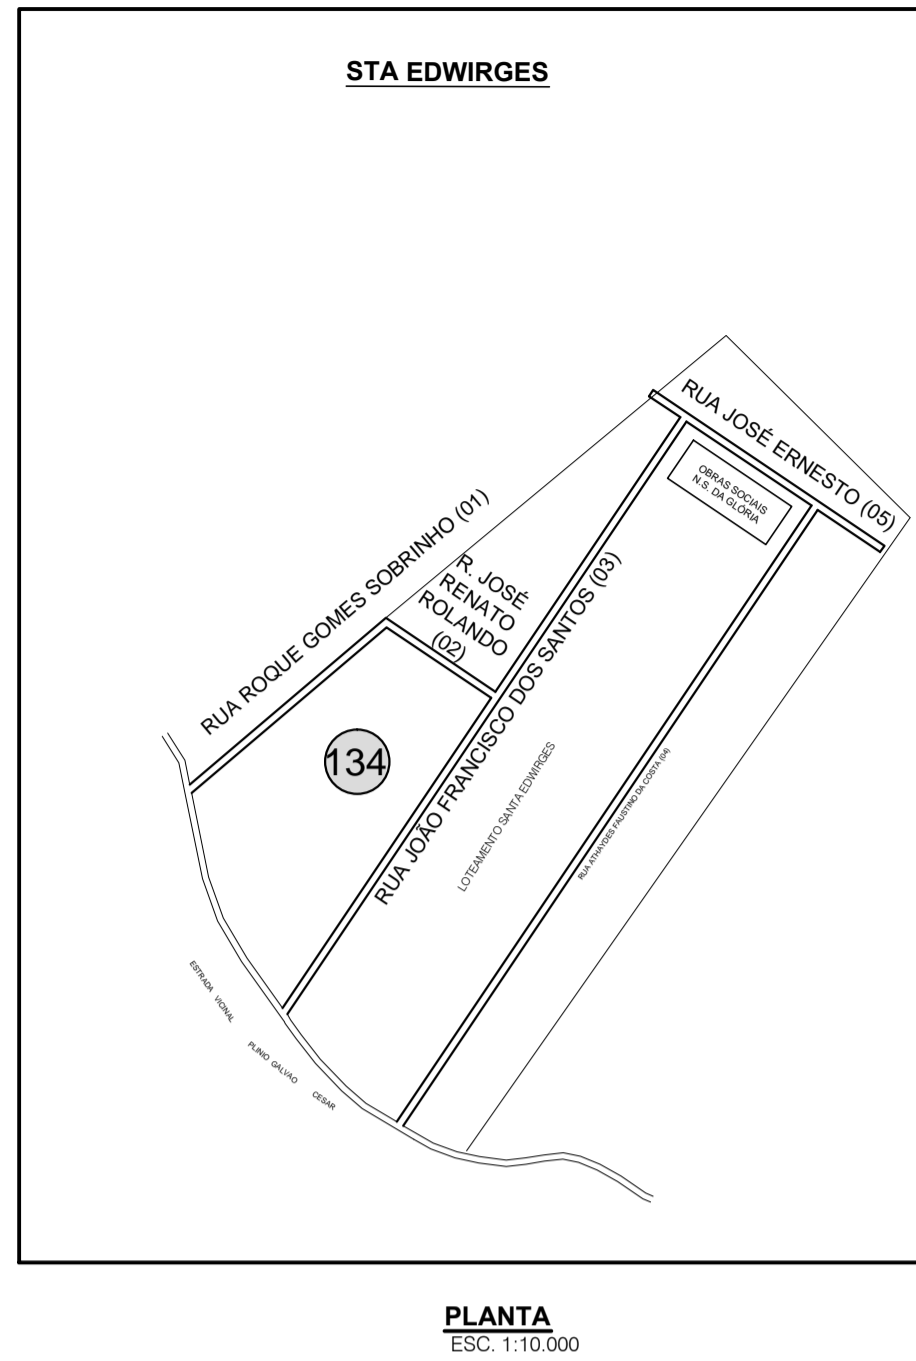 STA EDWIRGES
RUA JOSÉ ERNESTO (05)
OBRAS SOCIAIS
N.S. DA GLÓRIA
RUA ROQUE GOMES SOBRINHO (01)
R. JOSÉ
RENATO
ROLANDO
(02)
RUA JOÃO FRANCISCO DOS SANTOS (03)
134
LOTEAMENTO SANTA EDWIRGES
RUA ATHAYDES FAUSTINO DA COSTA (04)
ESTRADA VICINAL PLINIO GALVAO CESAR
PLANTA
ESC. 1:10.000